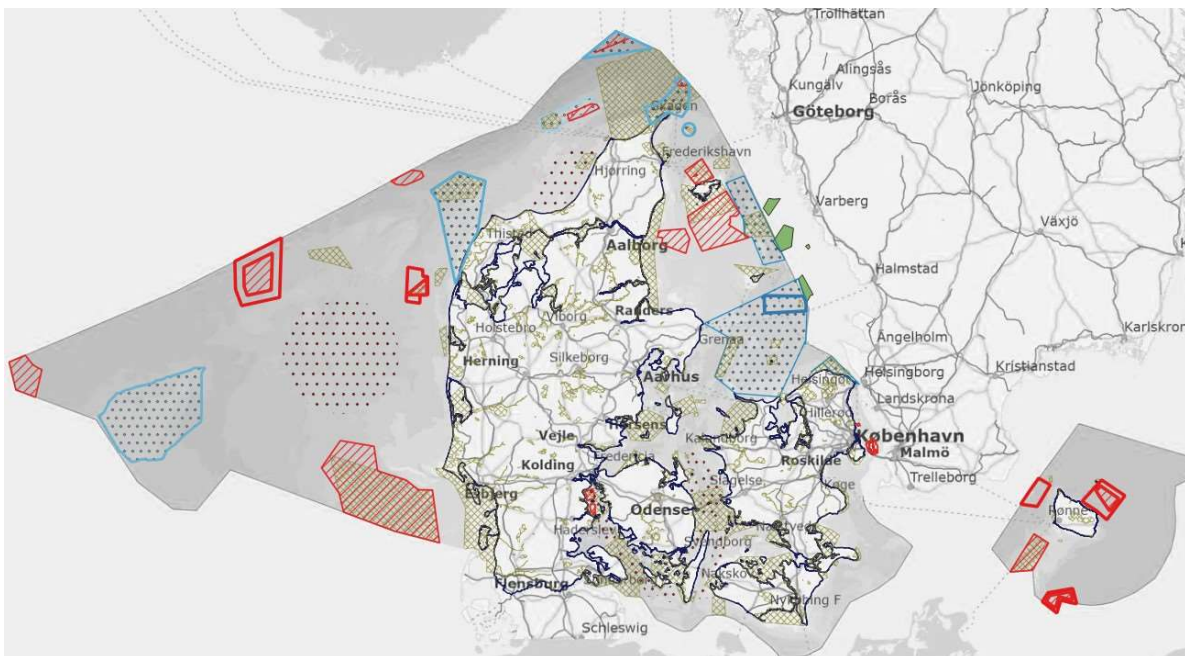 Trollhättan
Alingsås
Kungälv
Borås
Jönköping
Göteborg
Skagen
Frederikshavn
Hjørring
Varberg
Växjö
Thisted
Aalborg
Halmstad
Randers
Viborg
Holstebro
Grenaa
Ängelholm
Karlskron
Herning
Silkeborg
Aarhus
Helsingør
Helsingborg
Kristianstad
Hillerød
Landskrona
Horsens
Kalundborg
København
Vejle
Fredericia
Roskilde
Malmö
Kolding
Slagelse
Køge
Trelleborg
Esbjerg
Odense
Rønne
Haderslev
Næstved
Svendborg
Flensburg
Sønderborg
Nakskov
Nykøbing F
Schleswig